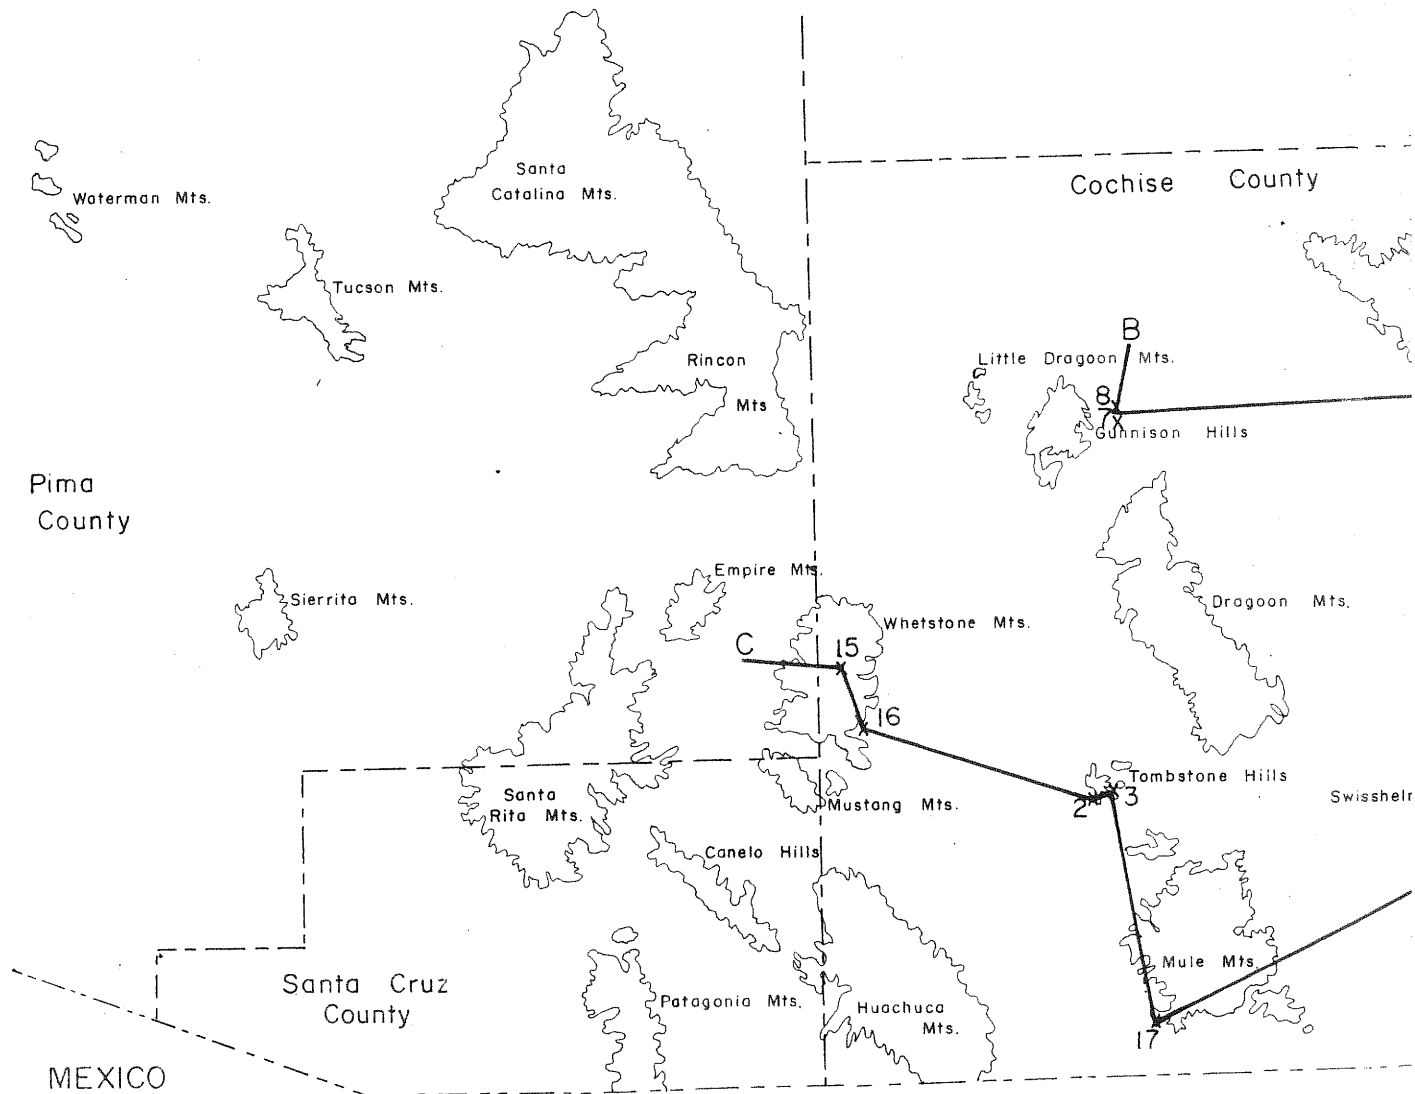 Santa
Catalina Mts.
Cochise County
Waterman Mts.
Tucson Mts.
B
Little Dragoon Mts.
Rincon
Mts
8
7
Gunnison Hills
Pima
County
Empire Mts.
Sierrita Mts.
Dragoon Mts.
Whetstone Mts.
C
15
16
Tombstone Hills
Santa
Rita Mts.
Mustang Mts.
2
3
Canelo Hills
Mule Mts.
Santa Cruz
County
Patagonia Mts.
Huachuca
Mts.
17
MEXICO